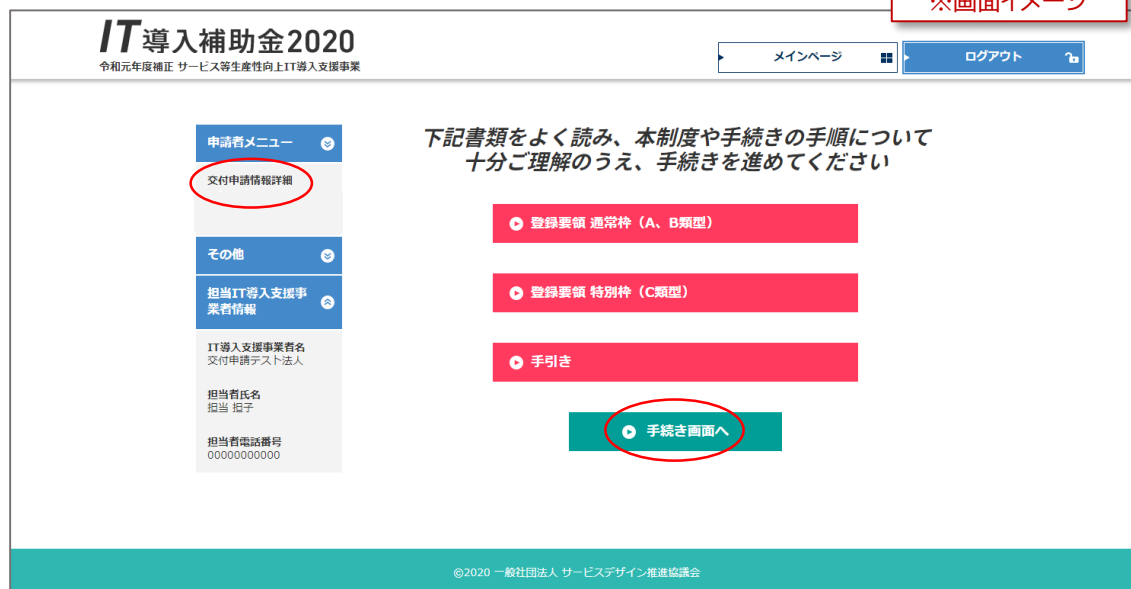 ※画面イメージ
IT導入補助金2020
令和元年度補正 サービス等生産性向上IT導入支援事業
メインページ
ログアウト
申請者メニュー
交付申請情報詳細
その他
担当IT導入支援事
業者情報
IT導入支援事業者名
交付申請テスト法人
担当者氏名
担当 担子
担当者電話番号
00000000000
下記書類をよく読み、本制度や手続きの手順について
十分ご理解のうえ、手続きを進めてください
登録要領 通常枠（A、B類型）
登録要領 特別枠（C類型）
手引き
手続き画面へ
©2020 一般社団法人 サービスデザイン推進協議会